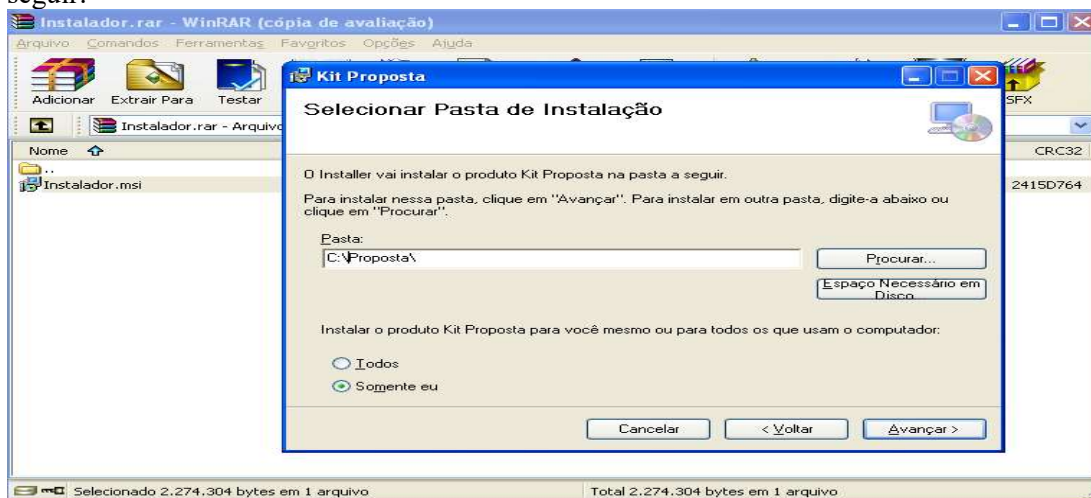 seguir:
Instalador.rar - WinRAR (cópia de avaliação)
Arquivo Comandos Ferramentas Favoritos Opções Ajuda
Adicionar Extrair Para Testar
SFX
Instalador.rar - Arquivo
Nome
CRC32
..
Instalador.msi
2415D764
Kit Proposta
Selecionar Pasta de Instalação
O Installer vai instalar o produto Kit Proposta na pasta a seguir.
Para instalar nessa pasta, clique em "Avançar". Para instalar em outra pasta, digite-a abaixo ou
clique em "Procurar".
Pasta:
C:\Proposta\
Procurar...
Espaço Necessário em
Disco
Instalar o produto Kit Proposta para você mesmo ou para todos os que usam o computador:
Todos
Somente eu
Cancelar
< Voltar
Avançar >
Selecionado 2.274.304 bytes em 1 arquivo
Total 2.274.304 bytes em 1 arquivo